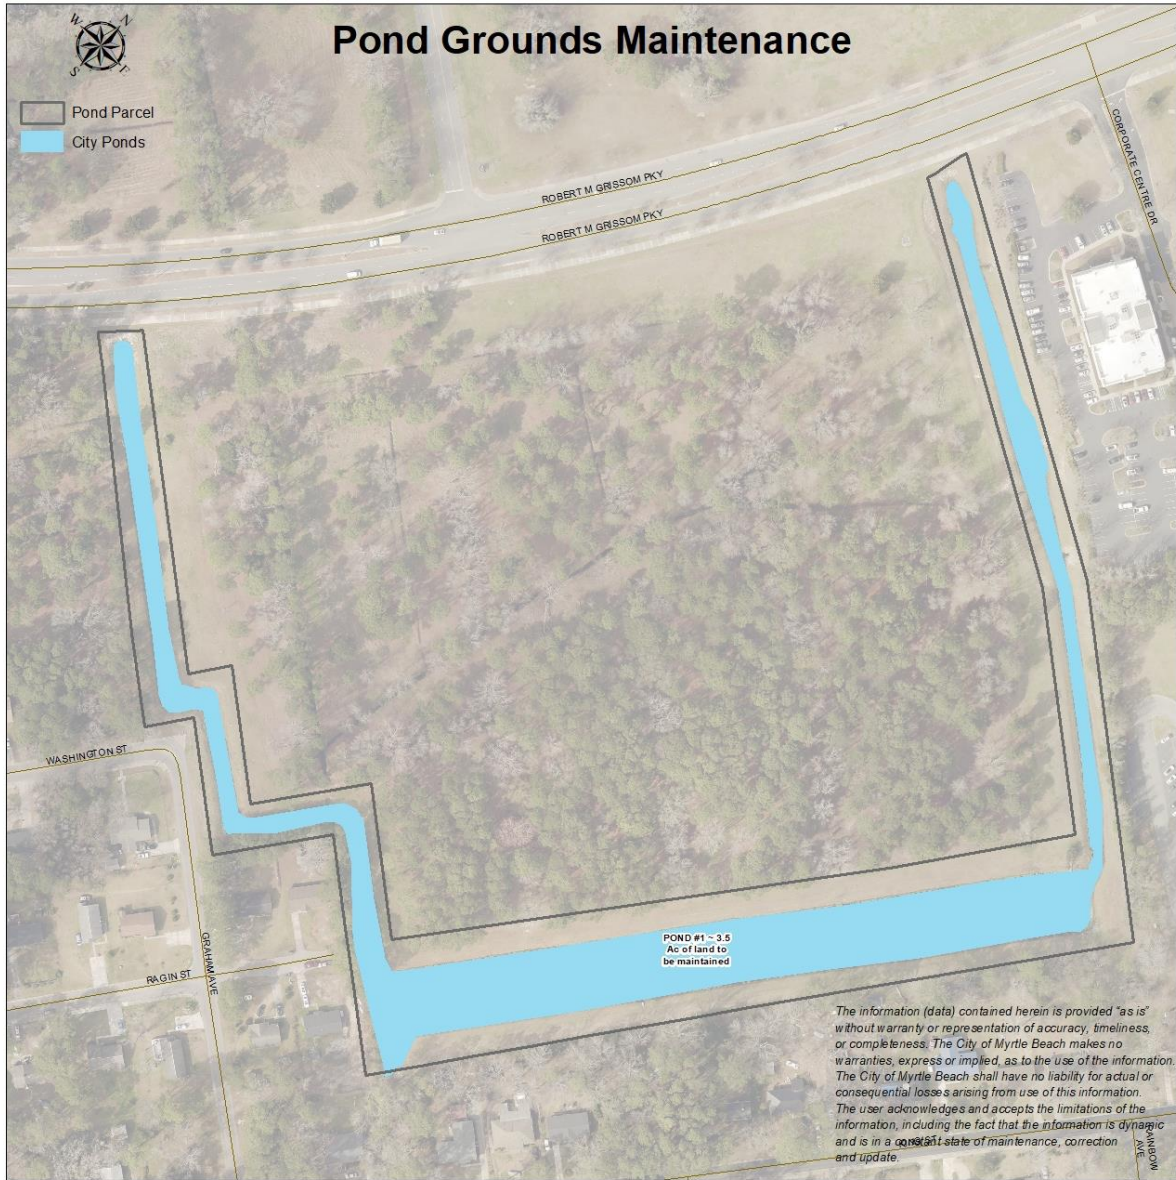 Pond Grounds Maintenance
W
N
S
E
Pond Parcel
City Ponds
ROBERT M GRISSOM PKY
ROBERT M GRISSOM PKY
CORPORATE CENTRE DR
WASHINGTON ST
GRAHAM AVE
RAGIN ST
POND #1 ~ 3.5
Ac of land to
be maintained
The information (data) contained herein is provided "as is"
without warranty or representation of accuracy, timeliness,
or completeness. The City of Myrtle Beach makes no
warranties, express or implied, as to the use of the information.
The City of Myrtle Beach shall have no liability for actual or
consequential losses arising from use of this information.
The user acknowledges and accepts the limitations of the
information, including the fact that the information is dynamic
and is in a constant state of maintenance, correction
and update.
RAINBOW
AVE